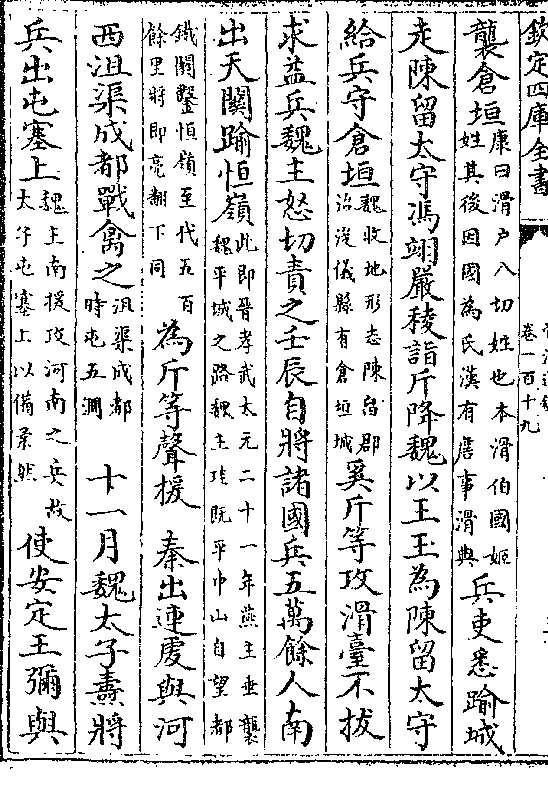 欽定四庫全書
卷一百十九
襲倉垣康曰滑户八切姓也本滑伯國姬姓其後因國為氏漢有詹事滑典兵吏悉踰城
走陳留太守馮翊嚴稜詣斤降魏以王玉為陳留太守
給兵守倉垣魏收地形志陳留郡治浚儀縣有倉垣城奚斤等攻滑臺不拔
求益兵魏主怒切責之壬辰自將諸國兵五萬餘人南
出天關踰恒嶺此即晉孝武太元二十一年燕主垂襲魏平城之路魏主珪既平中山自望都
鐵關鑿恒嶺至代五百餘里將即亮翻下同為斤等聲援 秦出連虔與河
西沮渠成都戰禽之沮渠成都時屯五澗 十一月魏太子燾將
兵出屯塞上魏主南援攻河南之兵故太子屯塞上以備柔然使安定王彌與